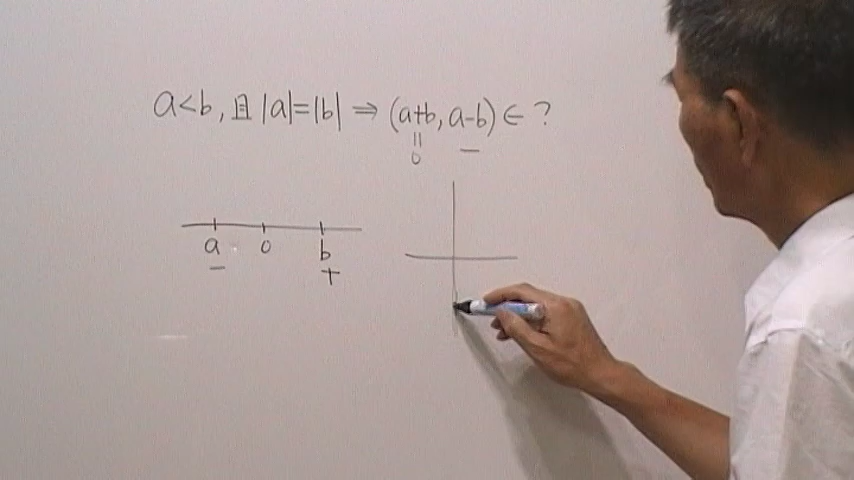 a<b, 且 |a|=|b| ⇒ (a+b, a-b) ∈ ?
|| —
0
a 0 b
— +